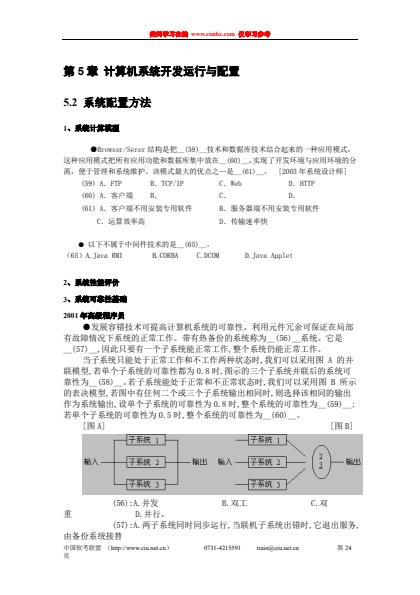 美河学习在线 www.eimhe.com 仅学习参考
第 5 章 计算机系统开发运行与配置
5.2 系统配置方法
1、系统计算模型
●Browser/Serer 结构是把__(59)__技术和数据库技术结合起来的一种应用模式,
这种应用模式把所有应用功能和数据库集中放在__(60)__,实现了开发环境与应用环境的分
离,便于管理和系统维护。该模式最大的优点之一是__(61)__。 [2003 年系统设计师]
(59) A. FTP B. TCP/IP C. Web D. HTTP
(60) A. 客户端 B. C. D.
(61) A. 客户端不用安装专用软件 B. 服务器端不用安装专用软件
C. 运算效率高 D. 传输速率快
● 以下不属于中间件技术的是__(65)__。
(65)A.Java RMI B.CORBA C.DCOM D.Java Applet
2、系统性能评价
3、系统可靠性基础
2001 年高级程序员
●发展容错技术可提高计算机系统的可靠性。利用元件冗余可保证在局部
有故障情况下系统的正常工作。带有热备份的系统称为__(56)__系统。它是
__(57)__,因此只要有一个子系统能正常工作,整个系统仍能正常工作。
当子系统只能处于正常工作和不工作两种状态时,我们可以采用图 A 的并
联模型,若单个子系统的可靠性都为 0.8 时,图示的三个子系统并联后的系统可
靠性为__(58)__。若子系统能处于正常和不正常状态时,我们可以采用图 B 所示
的表决模型,若图中有任何二个或三个子系统输出相同时,则选择该相同的输出
作为系统输出,设单个子系统的可靠性为 0.8 时,整个系统的可靠性为__(59)__;
若单个子系统的可靠性为 0.5 时,整个系统的可靠性为__(60)__。
[图 A] [图 B]
子系统 1 子系统 1
输入 子系统 2 输出 输入 子系统 2 2/3 输出
子系统 3 子系统 3
(56):A.并发 B.双工 C.双
重 D.并行。
(57):A.两子系统同时同步运行,当联机子系统出错时,它退出服务,
由备份系统接替
中国软考联盟 (http://www.ciu.net.cn) 0731-4215591 train@ciu.net.cn 第 24
页